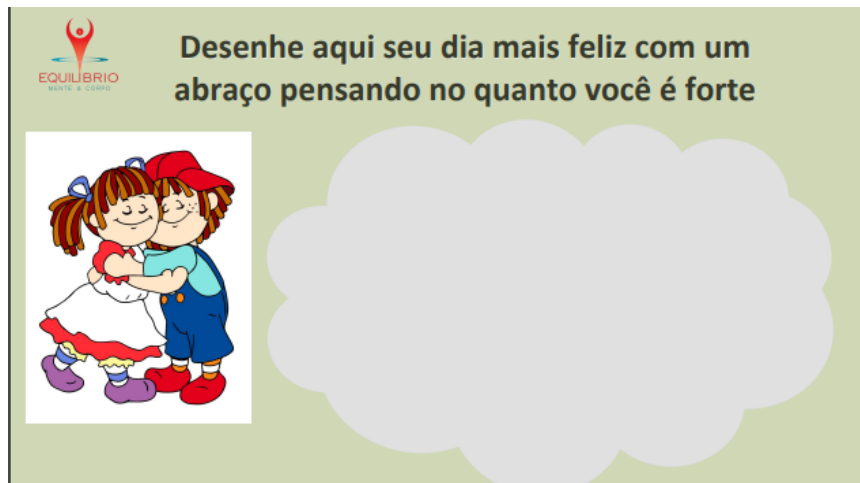 EQUILIBRIO
MENTE & CORPO
Desenhe aqui seu dia mais feliz com um
abraço pensando no quanto você é forte